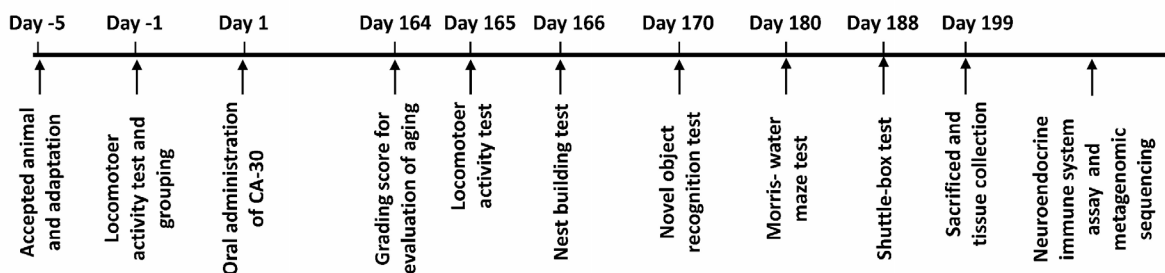 Day -5 Day -1 Day 1 Day 164 Day 165 Day 166 Day 170 Day 180 Day 188 Day 199
Accepted animal
and adaptation
Locomotoer
activity test and
grouping
Oral administration
of CA-30
Grading score for
evaluation of aging
Locomotoer
activity test
Nest building test
Novel object
recognition test
Morris- water
maze test
Shuttle-box test
Sacrificed and
tissue collection
Neuroendocrine
immune system
assay and
metagenomic
sequencing